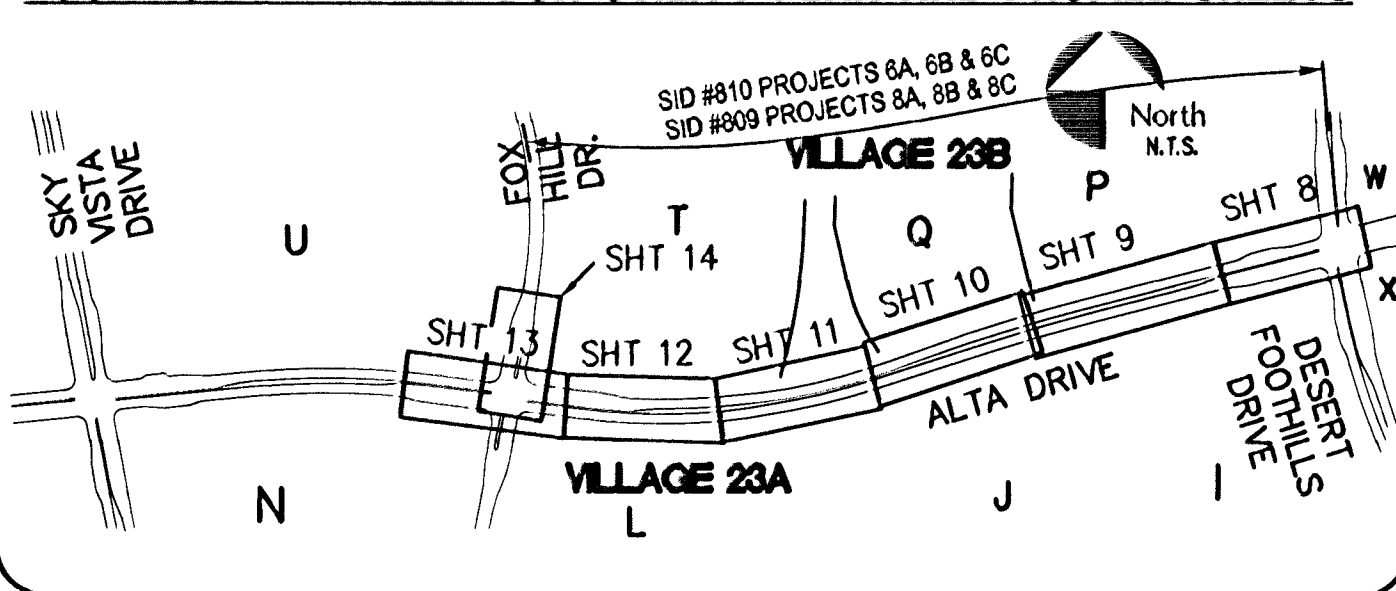 SID #810 PROJECTS 6A, 6B & 6C
SID #809 PROJECTS 8A, 8B & 8C
North
N.T.S.
SKY
VISTA
DRIVE
FOX
HILL
DR.
VILLAGE 23B
U
T
Q
P
W
X
SHT 14
SHT 13
SHT 12
SHT 11
SHT 10
SHT 9
SHT 8
ALTA DRIVE
DESERT
FOOTHILLS
DRIVE
VILLAGE 23A
N
L
J
I